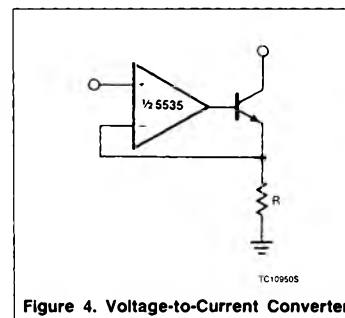 +
½ 5535
−
R
TC10950S
Figure 4. Voltage-to-Current Converter